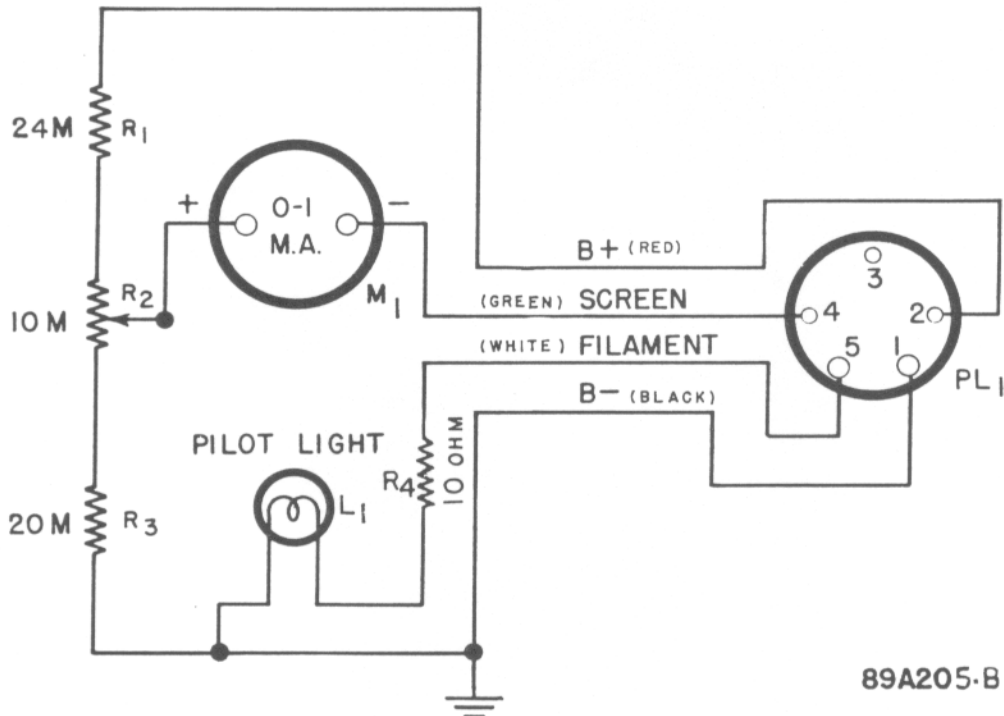 24M R1
+ 0-1 -
M.A.
M1
B+ (RED)
3
10M R2
(GREEN) SCREEN
4 2
(WHITE) FILAMENT
5 1
PL1
B- (BLACK)
PILOT LIGHT
R4 10 OHM
L1
20M R3
89A205·B